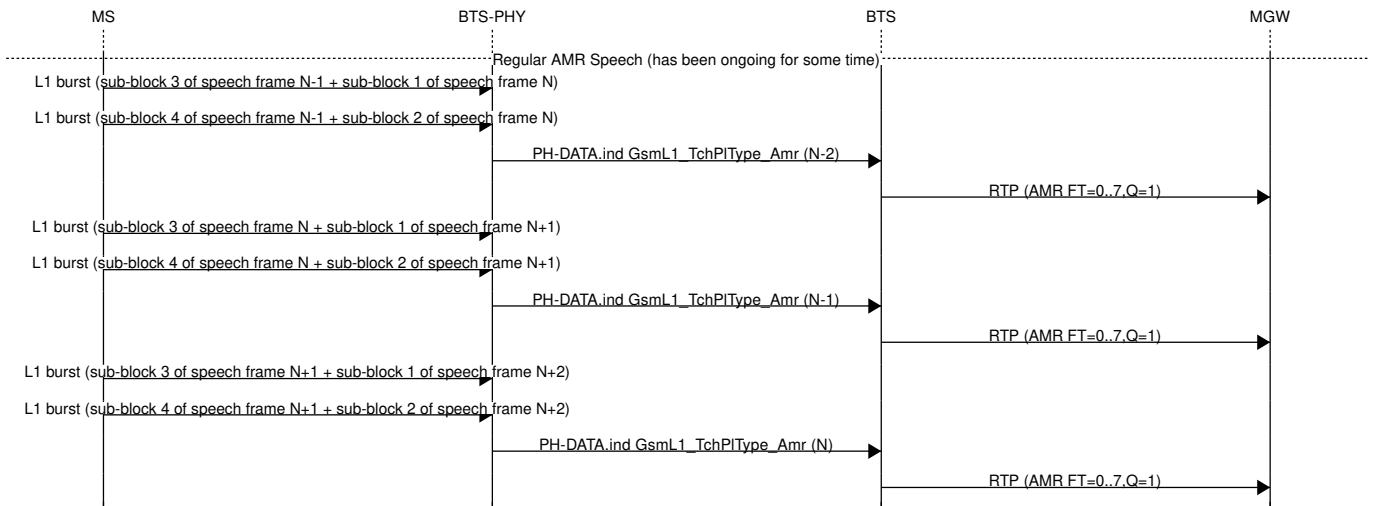 MS BTS-PHY BTS MGW
Regular AMR Speech (has been ongoing for some time)
L1 burst (sub-block 3 of speech frame N-1 + sub-block 1 of speech frame N)
L1 burst (sub-block 4 of speech frame N-1 + sub-block 2 of speech frame N)
PH-DATA.ind GsmL1_TchPlType_Amr (N-2)
RTP (AMR FT=0..7,Q=1)
L1 burst (sub-block 3 of speech frame N + sub-block 1 of speech frame N+1)
L1 burst (sub-block 4 of speech frame N + sub-block 2 of speech frame N+1)
PH-DATA.ind GsmL1_TchPlType_Amr (N-1)
RTP (AMR FT=0..7,Q=1)
L1 burst (sub-block 3 of speech frame N+1 + sub-block 1 of speech frame N+2)
L1 burst (sub-block 4 of speech frame N+1 + sub-block 2 of speech frame N+2)
PH-DATA.ind GsmL1_TchPlType_Amr (N)
RTP (AMR FT=0..7,Q=1)